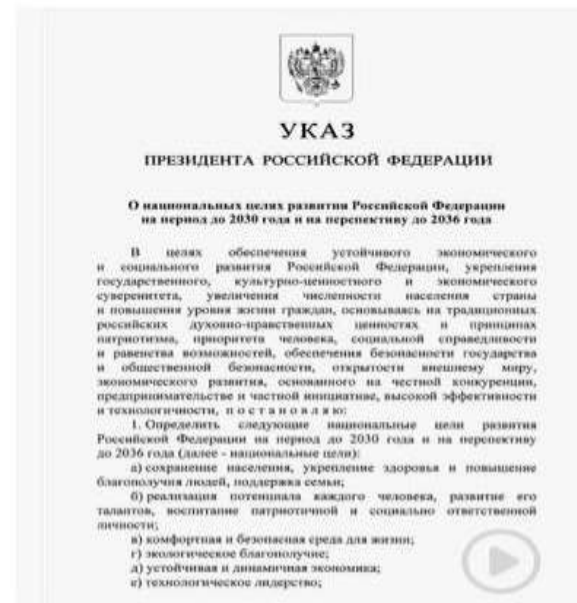 УКАЗ
ПРЕЗИДЕНТА РОССИЙСКОЙ ФЕДЕРАЦИИ
О национальных целях развития Российской Федерации
на период до 2030 года и на перспективу до 2036 года
В целях обеспечения устойчивого экономического
и социального развития Российской Федерации, укрепления
государственного, культурно-ценностного и экономического
суверенитета, увеличения численности населения страны
и повышения уровня жизни граждан, основываясь на традиционных
российских духовно-нравственных ценностях и принципах
патриотизма, приоритета человека, социальной справедливости
и равенства возможностей, обеспечения безопасности государства
и общественной безопасности, открытости внешнему миру,
экономического развития, основанного на честной конкуренции,
предпринимательстве и частной инициативе, высокой эффективности
и технологичности, п о с т а н о в л я ю:
1. Определить следующие национальные цели развития
Российской Федерации на период до 2030 года и на перспективу
до 2036 года (далее - национальные цели):
а) сохранение населения, укрепление здоровья и повышение
благополучия людей, поддержка семьи;
б) реализация потенциала каждого человека, развитие его
талантов, воспитание патриотичной и социально ответственной
личности;
в) комфортная и безопасная среда для жизни;
г) экологическое благополучие;
д) устойчивая и динамичная экономика;
е) технологическое лидерство;